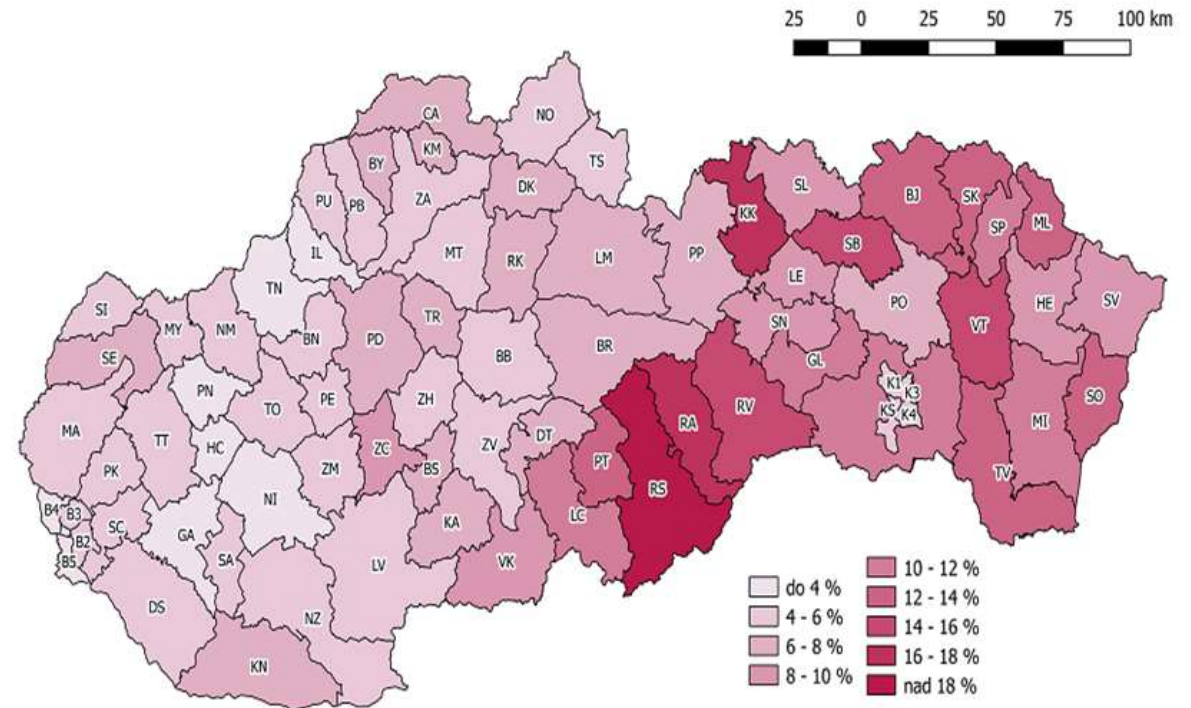 25 0 25 50 75 100 km
NO
CA
KM
TS
BY
DK
SL
BJ
SK
PU
PB
ZA
KK
SP
ML
IL
MT
RK
LM
PP
SB
TN
LE
PO
HE
SV
SI
MY
NM
BN
PD
TR
SN
VT
SE
BB
BR
GL
PN
PE
ZH
K1
K3
SO
MA
TT
TO
RV
KS
K4
HC
ZC
ZV
DT
RA
MI
PK
ZM
BS
PT
TV
NI
RS
B4
B3
SC
GA
KA
LC
B2
B5
SA
LV
VK
DS
NZ
KN
do 4 %
4 - 6 %
6 - 8 %
8 - 10 %
10 - 12 %
12 - 14 %
14 - 16 %
16 - 18 %
nad 18 %